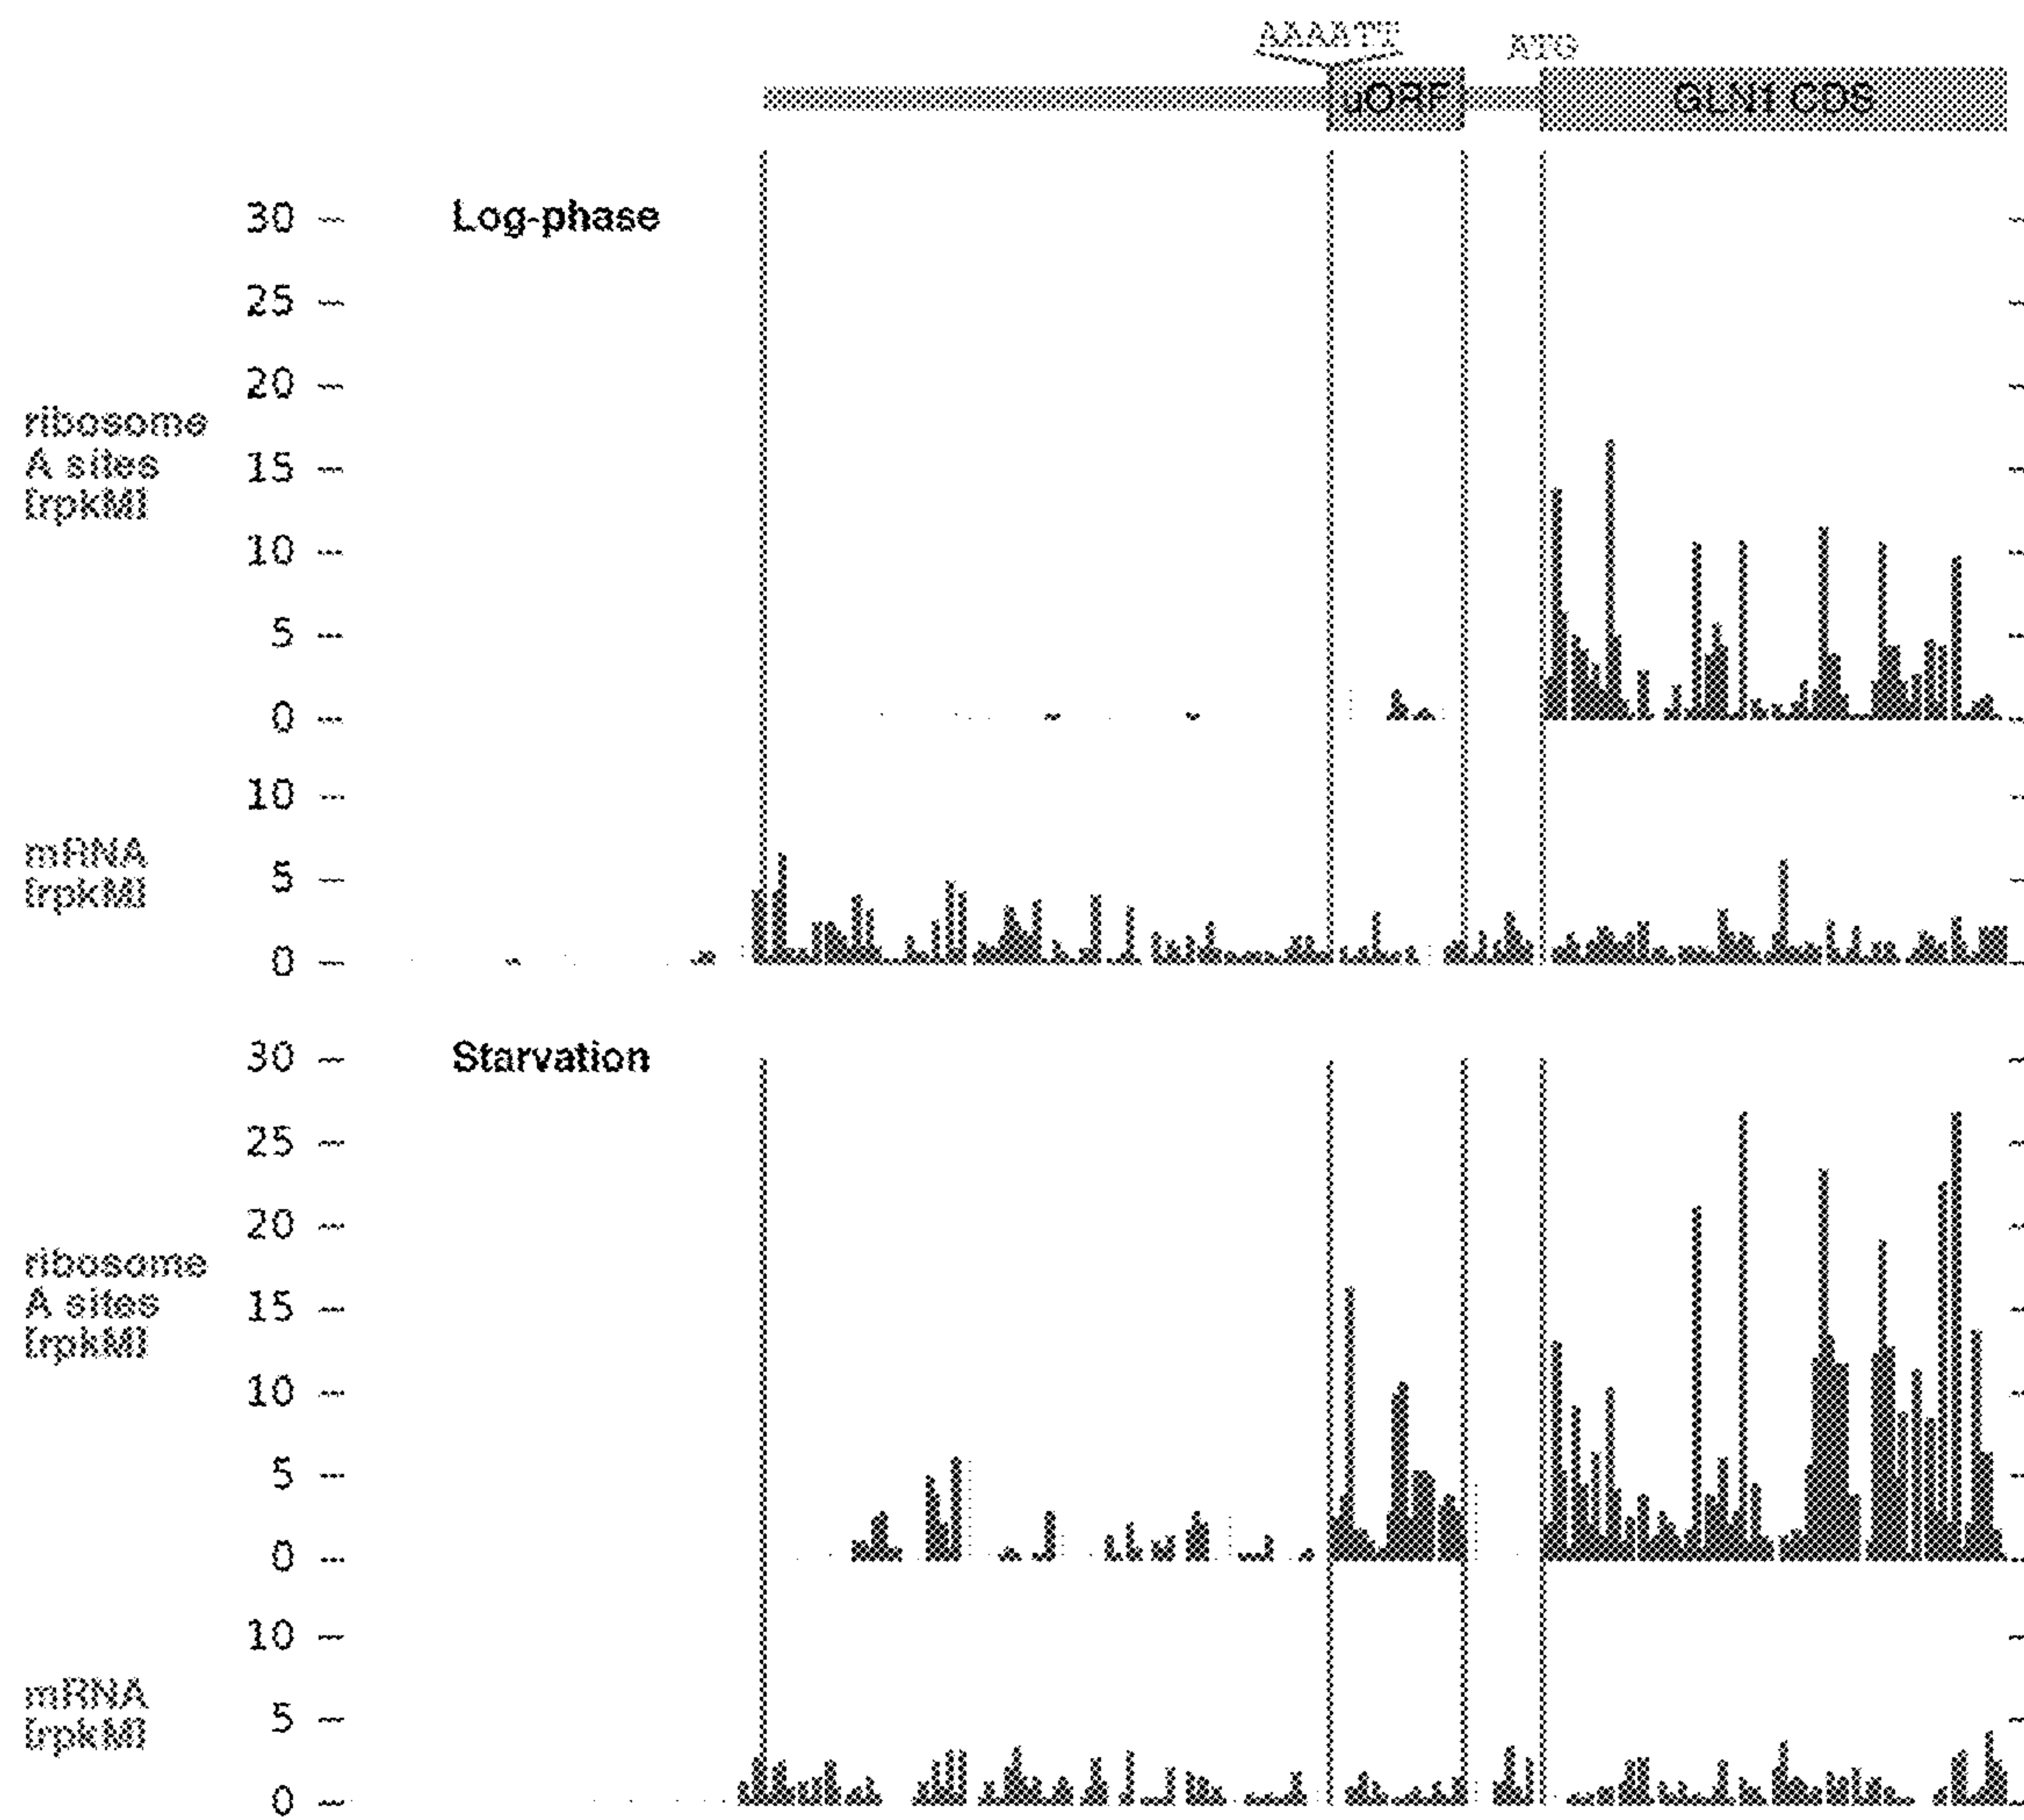 AAAATT ATG
uORF GLN1 CDS
Log-phase
30
25
20
ribosome
A sites
[rpkM]
15
10
5
0
10
mRNA
[rpkM]
5
0
Starvation
30
25
20
ribosome
A sites
[rpkM]
15
10
5
0
10
mRNA
[rpkM]
5
0